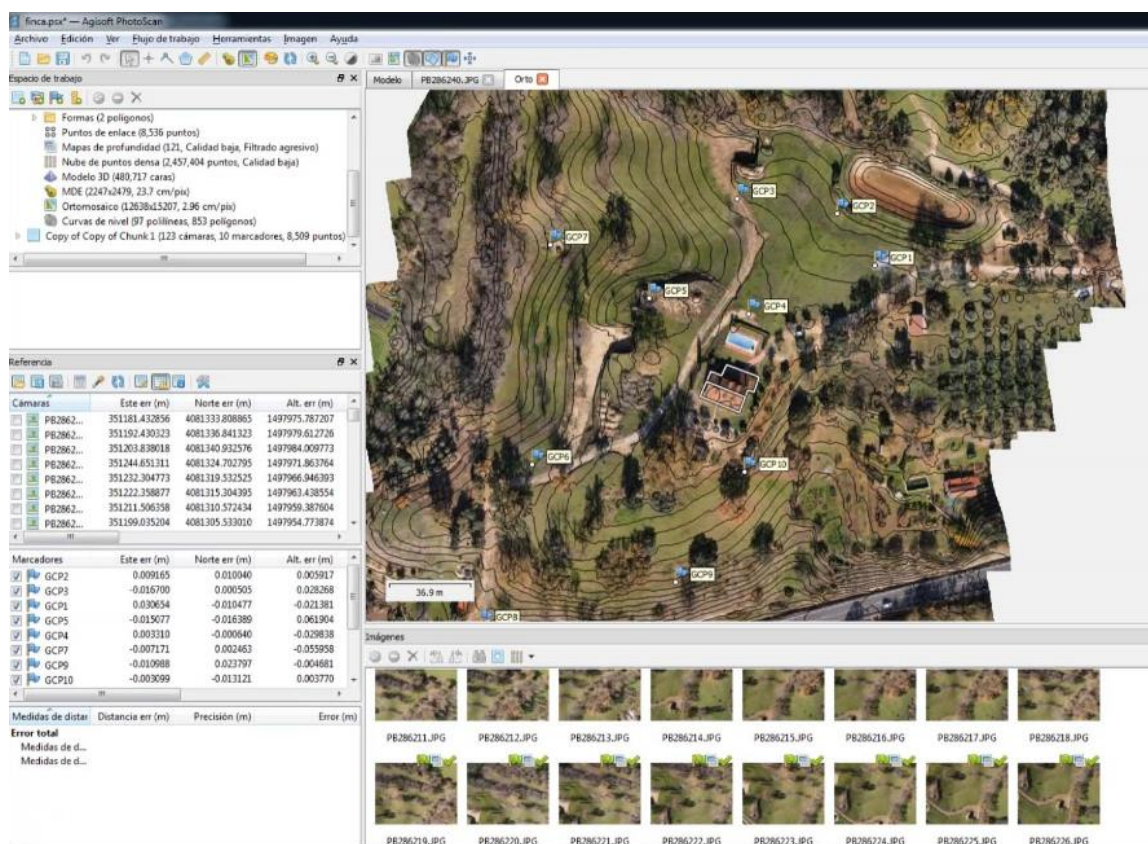 finca.psx* — Agisoft PhotoScan
Archivo Edición Ver Flujo de trabajo Herramientas Imagen Ayuda
Espacio de trabajo
Formas (2 polígonos)
Puntos de enlace (8,536 puntos)
Mapas de profundidad (121, Calidad baja, Filtrado agresivo)
Nube de puntos densa (2,457,404 puntos, Calidad baja)
Modelo 3D (480,717 caras)
MDE (2247x2479, 23.7 cm/pix)
Ortomosaico (12638x15207, 2.96 cm/pix)
Curvas de nivel (97 polilíneas, 853 polígonos)
Copy of Copy of Chunk 1 (123 cámaras, 10 marcadores, 8,509 puntos)
Referencia
Cámaras Este err (m) Norte err (m) Alt. err (m)
PB2862... 351181.432856 4081333.808865 1497975.787207
PB2862... 351192.430323 4081336.841323 1497979.612726
PB2862... 351203.838018 4081340.932576 1497984.009773
PB2862... 351244.651311 4081324.702795 1497971.863764
PB2862... 351232.304773 4081319.532525 1497966.946393
PB2862... 351222.358877 4081315.304395 1497963.438554
PB2862... 351211.506358 4081310.572434 1497959.387604
PB2862... 351199.035204 4081305.533010 1497954.773874
Marcadores Este err (m) Norte err (m) Alt. err (m)
GCP2 0.009165 0.010040 0.005917
GCP3 -0.016700 0.000505 0.028268
GCP1 0.030654 -0.010477 -0.021381
GCP5 -0.015077 -0.016389 0.061904
GCP4 0.003310 -0.000640 -0.029838
GCP7 -0.007171 0.002463 -0.055958
GCP9 -0.010988 0.023797 -0.004681
GCP10 -0.003099 -0.013121 0.003770
Medidas de distar Distancia err (m) Precisión (m) Error (m)
Error total
Medidas de d...
Medidas de d...
Modelo PB286240.JPG Orto
GCP3
GCP2
GCP7
GCP1
GCP5
GCP4
GCP6
GCP10
GCP9
36.9 m
GCP8
Imágenes
PB286211.JPG PB286212.JPG PB286213.JPG PB286214.JPG PB286215.JPG PB286216.JPG PB286217.JPG PB286218.JPG
PB286219.JPG PB286220.JPG PB286221.JPG PB286222.JPG PB286223.JPG PB286224.JPG PB286225.JPG PB286226.JPG